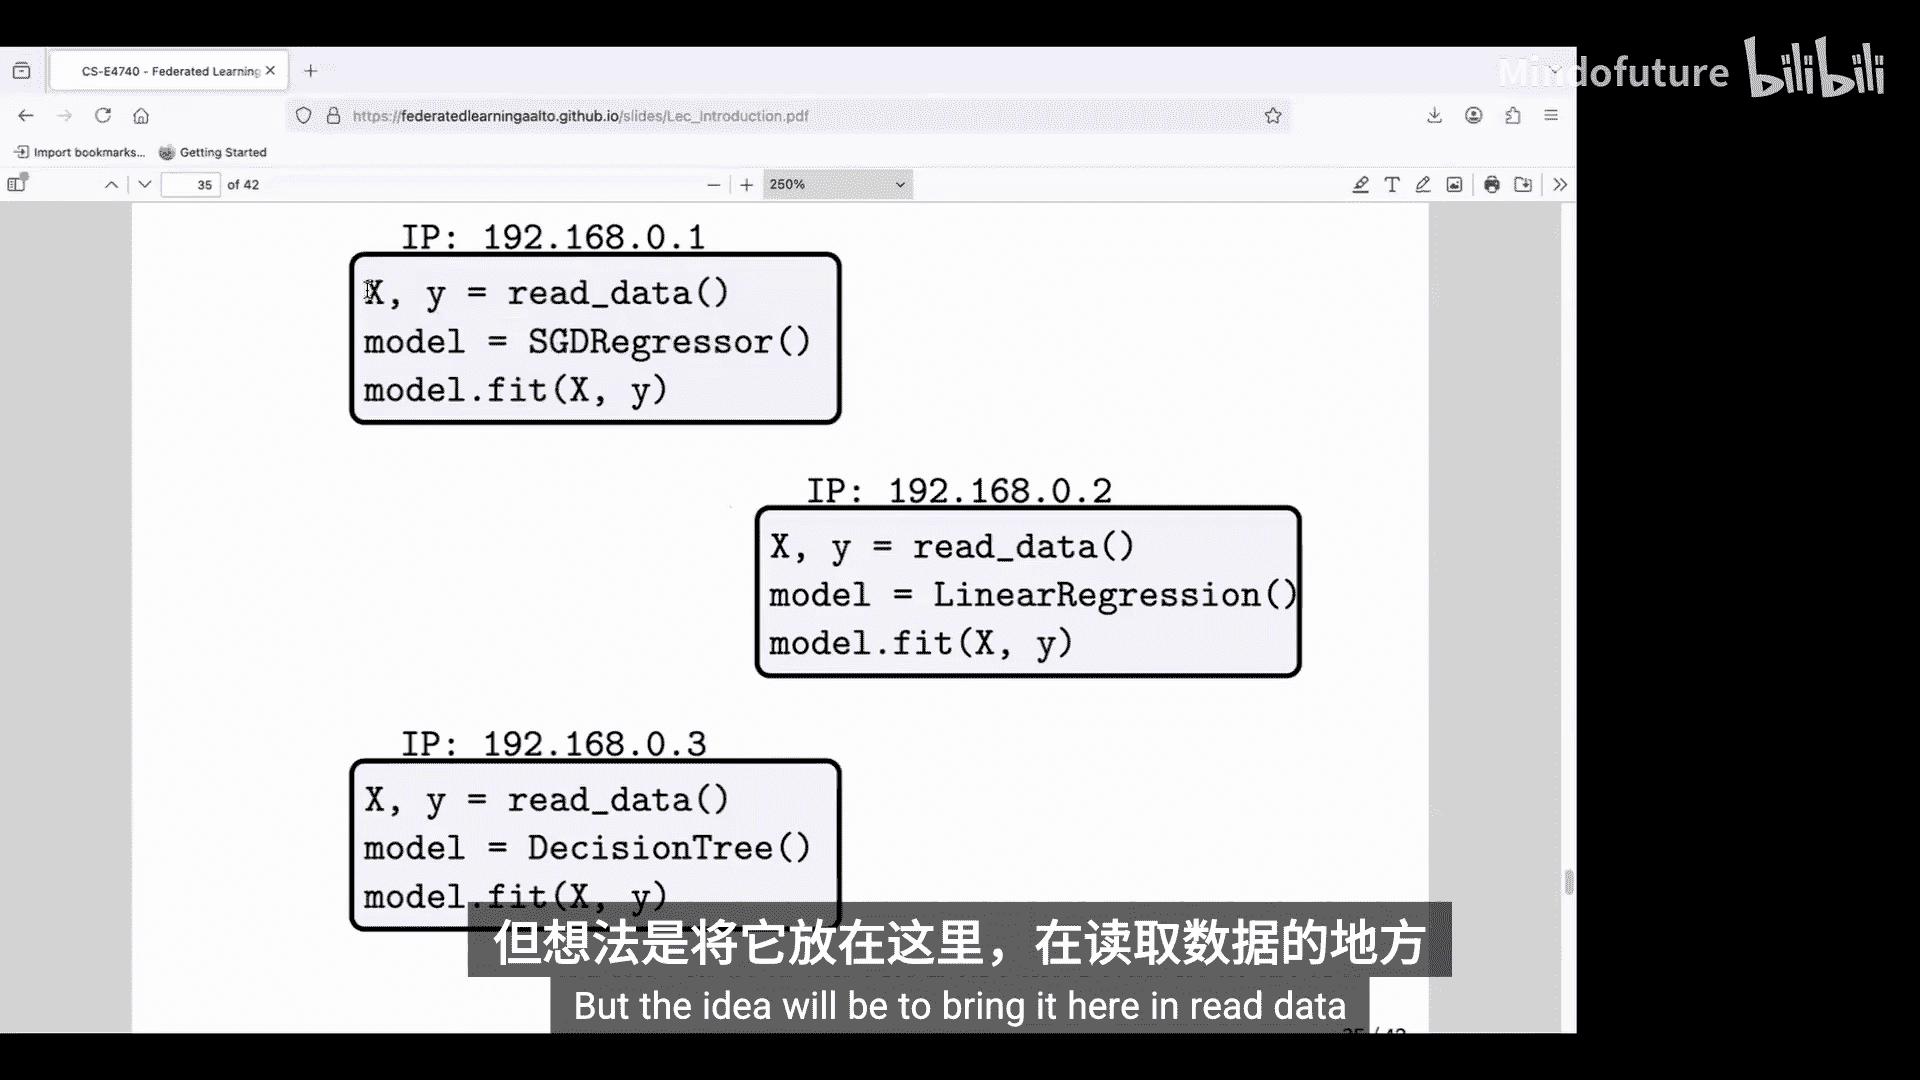 CS-E4740 - Federated Learning
Mindofuture bilibili
https://federatedlearningaalto.github.io/slides/Lec_Introduction.pdf
Import bookmarks...
Getting Started
35 of 42
250%
IP: 192.168.0.1
X, y = read_data()
model = SGDRegressor()
model.fit(X, y)
IP: 192.168.0.2
X, y = read_data()
model = LinearRegression()
model.fit(X, y)
IP: 192.168.0.3
X, y = read_data()
model = DecisionTree()
model.fit(X, y)
但想法是将它放在这里，在读取数据的地方
But the idea will be to bring it here in read data